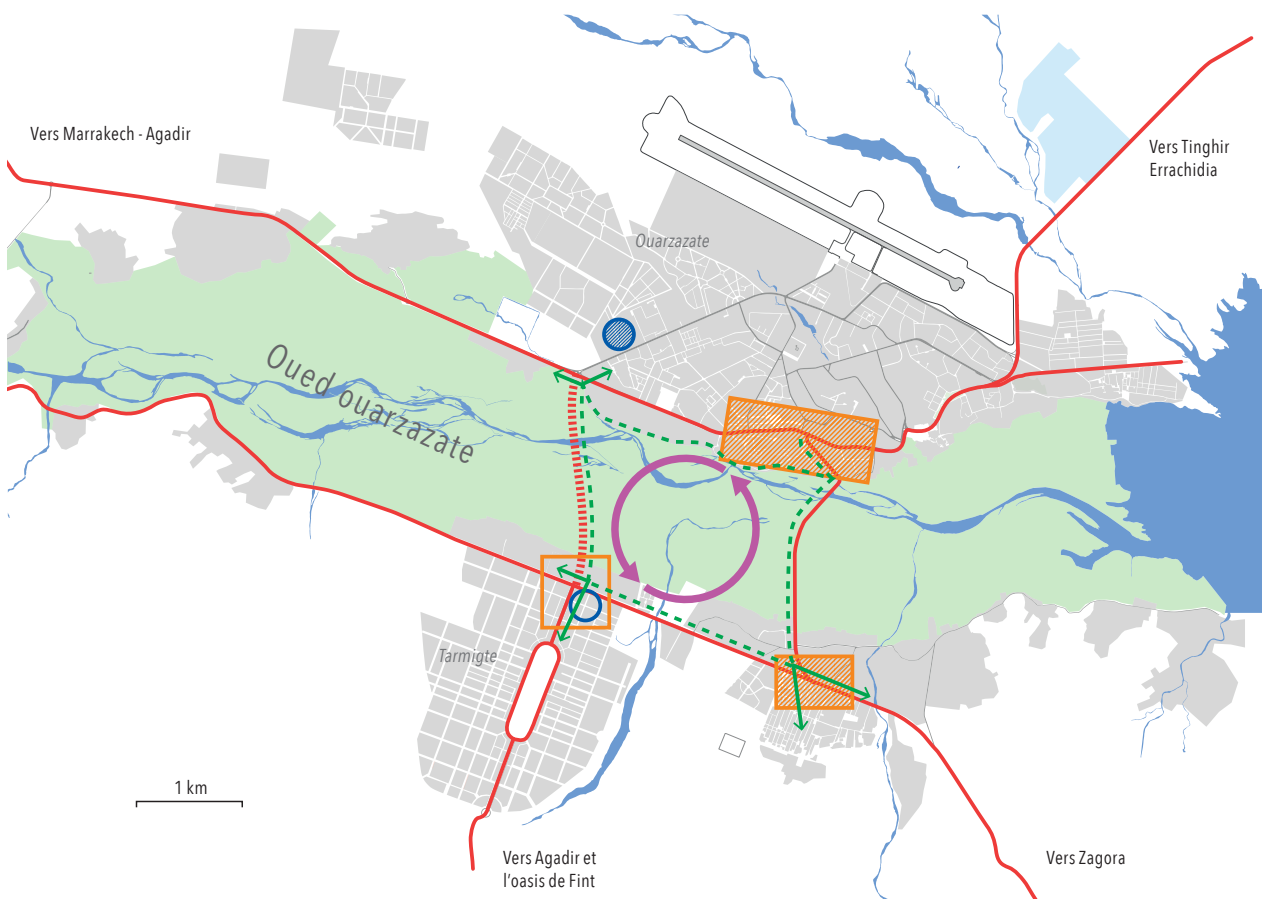 Vers Marrakech - Agadir
Vers Tinghir
Errachidia
Ouarzazate
Oued ouarzazate
Tarmigte
1 km
Vers Agadir et
l'oasis de Fint
Vers Zagora